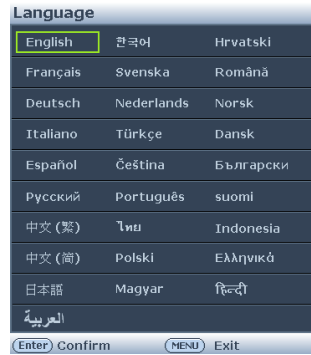 Language
English 한국어 Hrvatski
Français Svenska Română
Deutsch Nederlands Norsk
Italiano Türkçe Dansk
Español Čeština Български
Русский Português suomi
中文 (繁) ไทย Indonesia
中文 (简) Polski Ελληνικά
日本語 Magyar हिन्दी
العربية
Enter Confirm MENU Exit